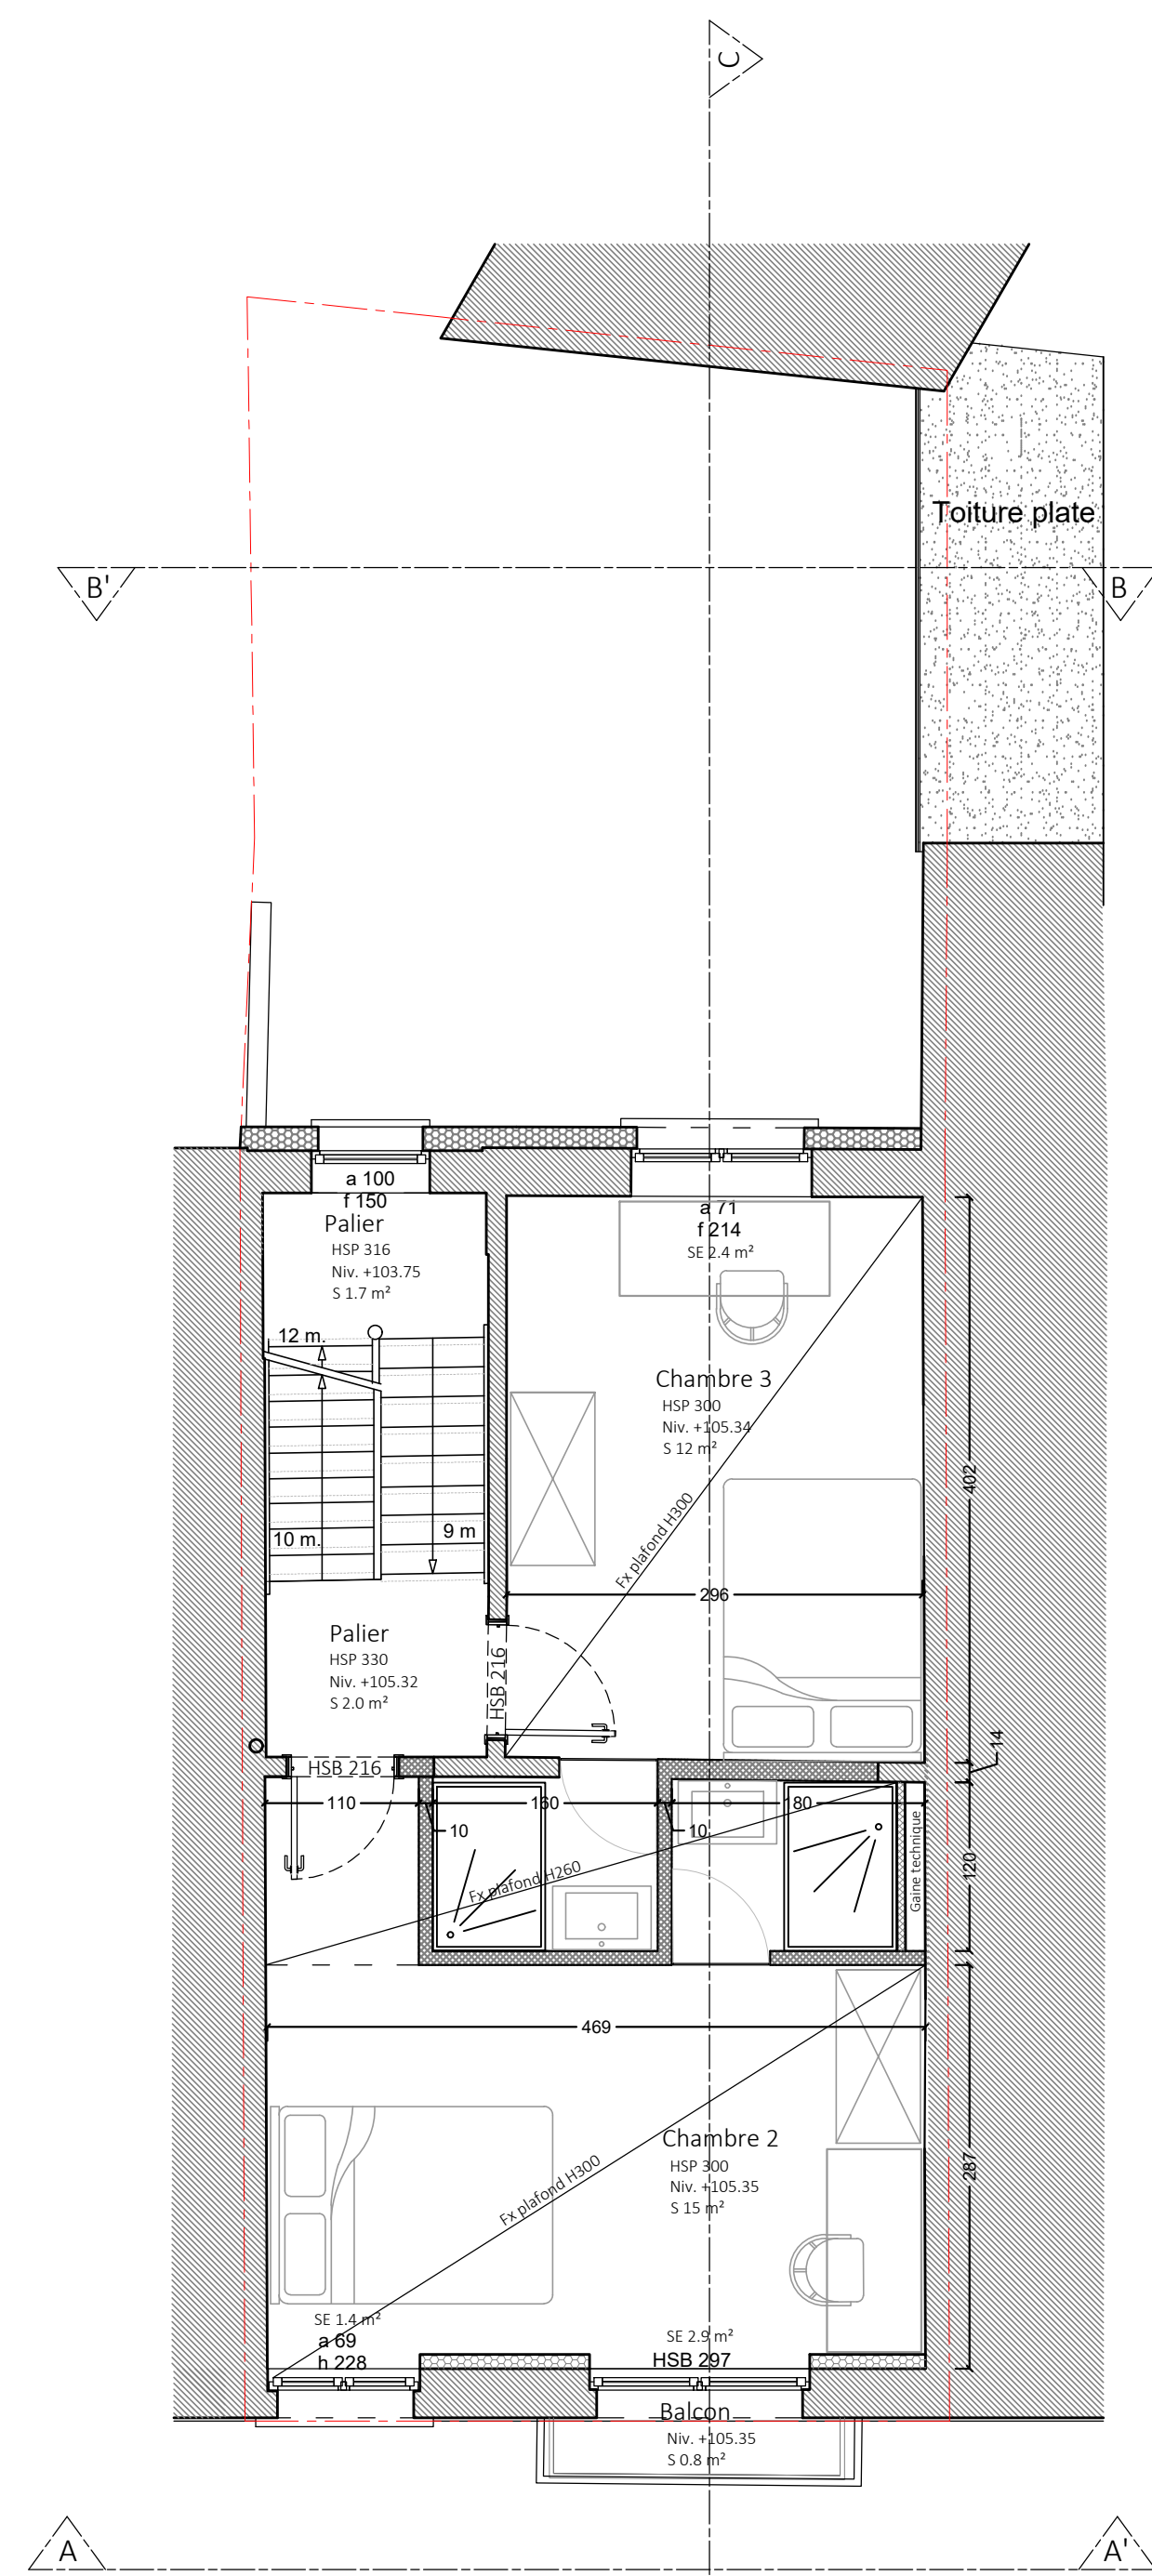 C
Toiture plate
B'
B
a 100
f 150
Palier
HSP 316
Niv. +103.75
S 1.7 m²
a 71
f 214
SE 2.4 m²
12 m.
Chambre 3
HSP 300
Niv. +105.34
S 12 m²
402
10 m.
9 m
Fx plafond H300
296
Palier
HSP 330
Niv. +105.32
S 2.0 m²
HSB 216
14
HSB 216
110
160
180
10
10
Fx plafond H260
Gaine technique
120
469
Chambre 2
HSP 300
Niv. +105.35
S 15 m²
287
Fx plafond H300
SE 1.4 m²
a 69
h 228
SE 2.9 m²
HSB 297
Balcon
Niv. +105.35
S 0.8 m²
A
A'